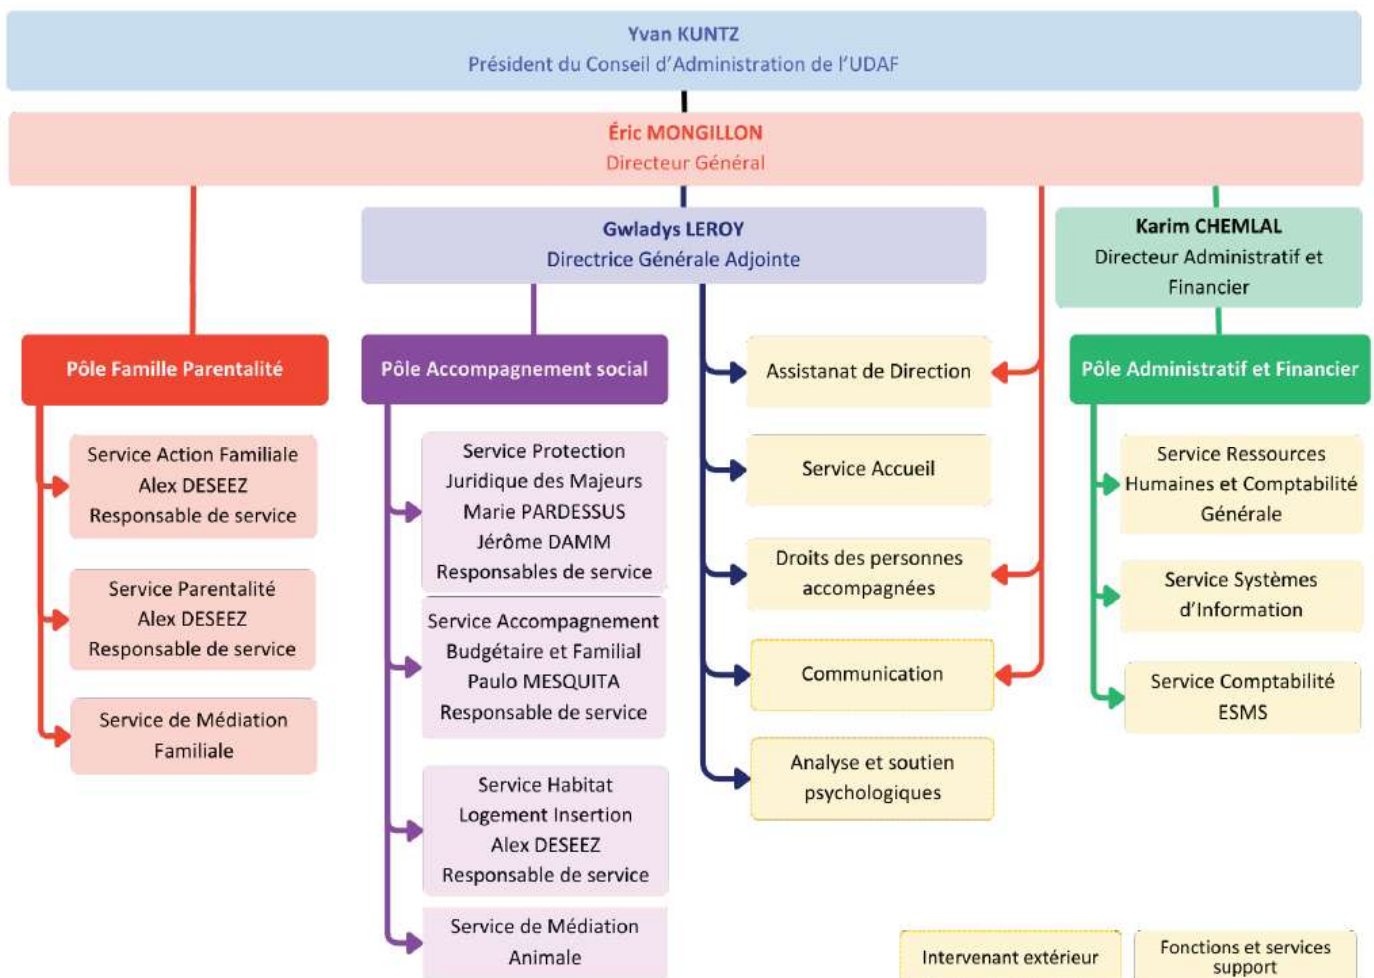 Yvan KUNTZ
Président du Conseil d’Administration de l’UDAF
Éric MONGILLON
Directeur Général
Gwladys LEROY
Directrice Générale Adjointe
Karim CHEMLAL
Directeur Administratif et
Financier
Pôle Famille Parentalité
Service Action Familiale
Alex DESEEZ
Responsable de service
Service Parentalité
Alex DESEEZ
Responsable de service
Service de Médiation
Familiale
Pôle Accompagnement social
Service Protection
Juridique des Majeurs
Marie PARDESSUS
Jérôme DAMM
Responsables de service
Service Accompagnement
Budgétaire et Familial
Paulo MESQUITA
Responsable de service
Service Habitat
Logement Insertion
Alex DESEEZ
Responsable de service
Service de Médiation
Animale
Assistanat de Direction
Service Accueil
Droits des personnes
accompagnées
Communication
Analyse et soutien
psychologiques
Pôle Administratif et Financier
Service Ressources
Humaines et Comptabilité
Générale
Service Systèmes
d’Information
Service Comptabilité
ESMS
Intervenant extérieur
Fonctions et services
support